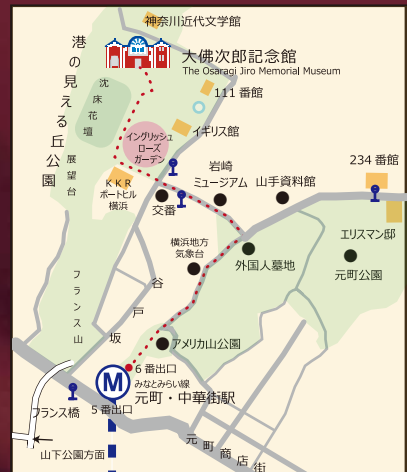 神奈川近代文学館
大佛次郎記念館
The Osaragi Jiro Memorial Museum
港の見える丘公園
沈床花壇
展望台
111番館
イギリス館
イングリッシュ
ローズ
ガーデン
KKR
ポートヒル
横浜
交番
岩崎
ミュージアム
山手資料館
234番館
エリスマン邸
元町公園
外国人墓地
横浜地方
気象台
フランス山
谷戸坂
アメリカ山公園
6番出口
みなとみらい線
M
元町・中華街駅
5番出口
フランス橋
山下公園方面
元町商店街